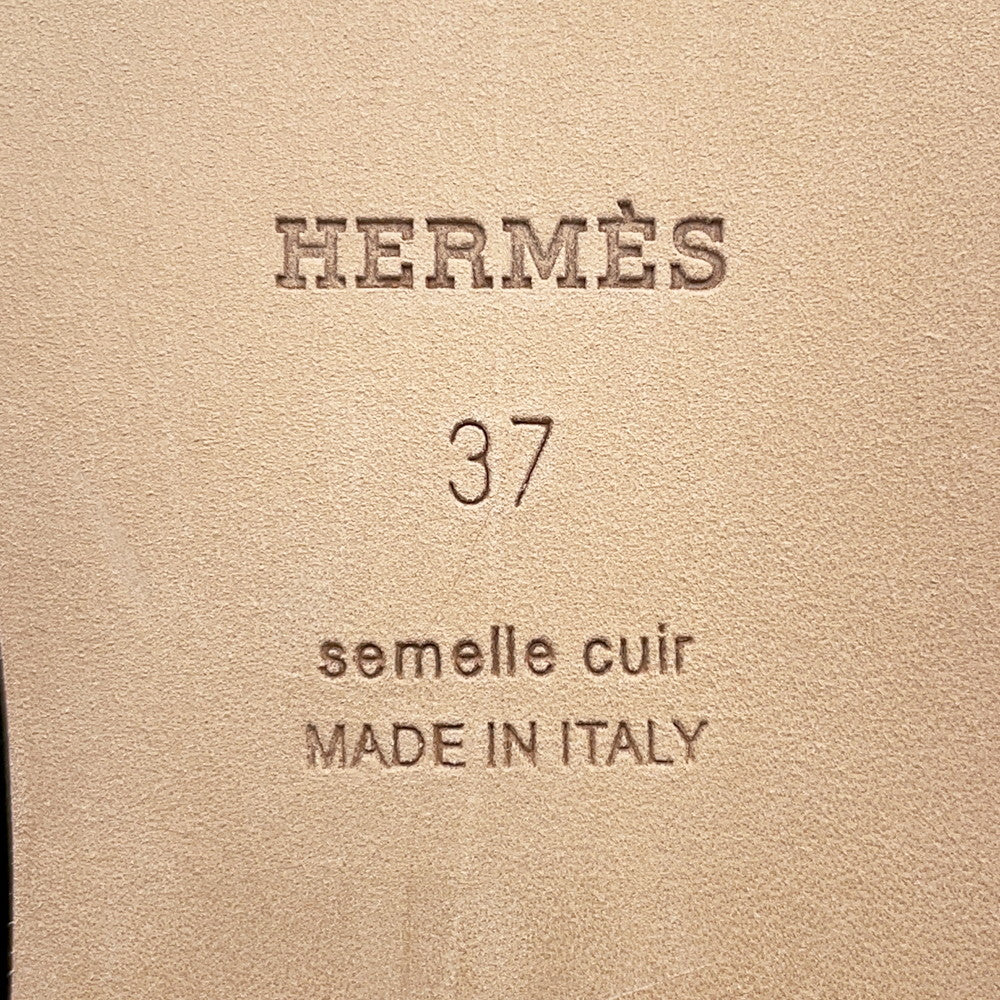 HERMÈS
37
semelle cuir
MADE IN ITALY